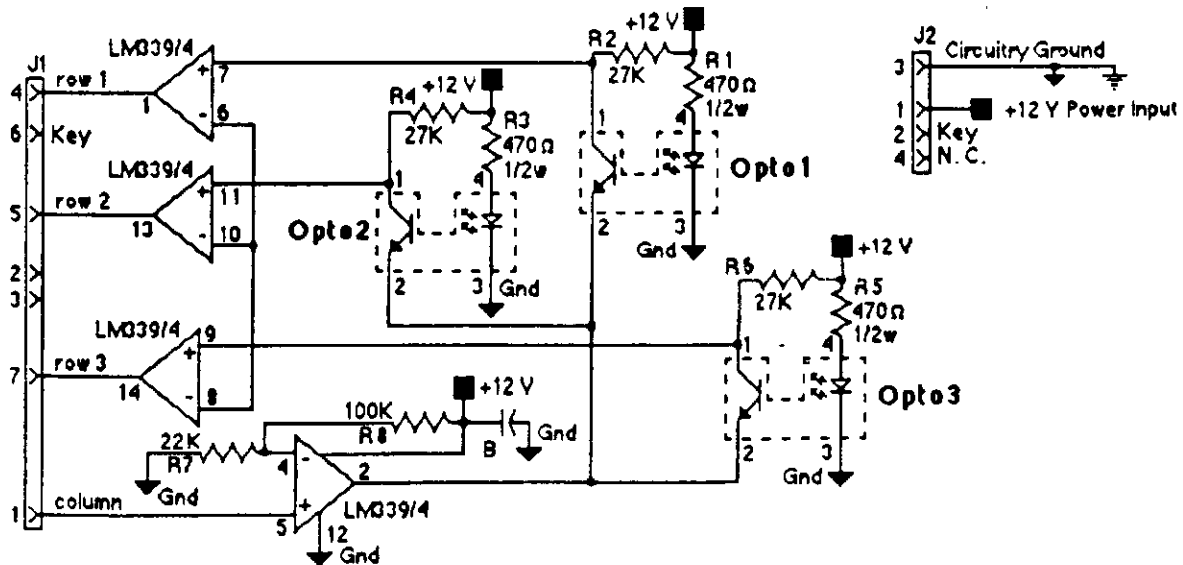 +12 V
J1
LM339/4
R2
27K
R1
470Ω
1/2w
J2
3
Circuitry Ground
4
row 1
1
+
7
-
6
+12 V
R4
27K
R3
470Ω
1/2w
1
4
1
+12 Y Power Input
2
Key
4
N. C.
6
Key
LM339/4
Opto1
5
row 2
13
+
11
-
10
1
4
Opto2
2
3
Gnd
2
3
Gnd
2
3
+12 V
R6
27K
R5
470Ω
1/2w
LM339/4
7
row 3
14
+
9
-
8
1
4
Opto3
+12 V
100K
R8
B
Gnd
2
3
Gnd
22K
R7
Gnd
4
-
2
LM339/4
1
column
5
+
12
Gnd